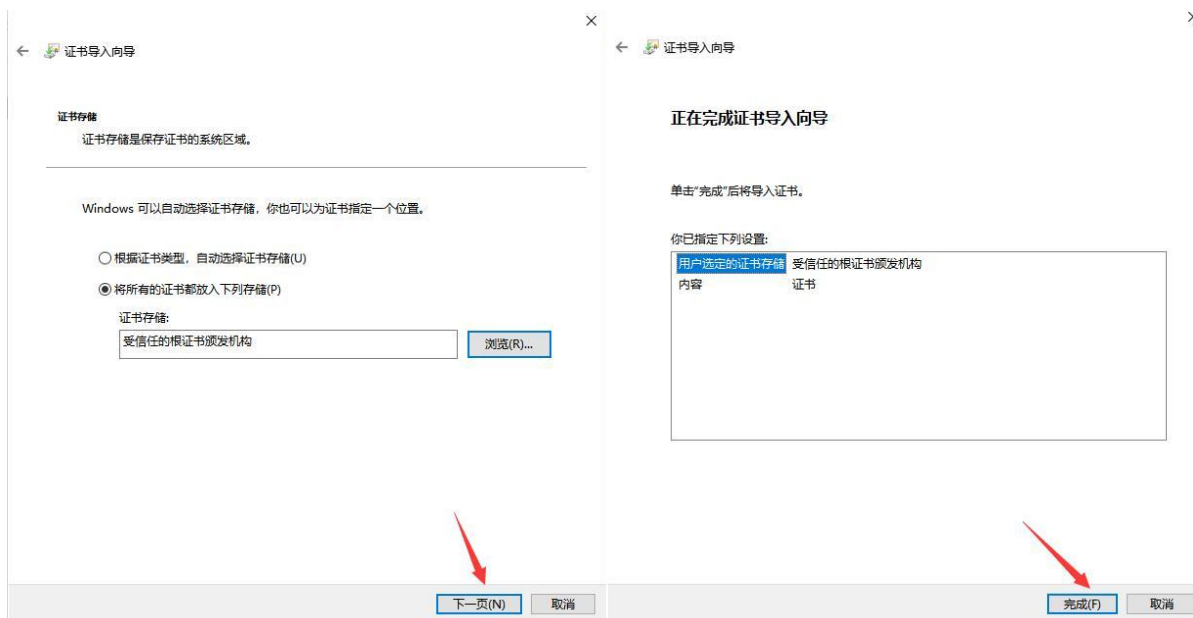 证书导入向导
证书存储
证书存储是保存证书的系统区域。
Windows 可以自动选择证书存储，你也可以为证书指定一个位置。
根据证书类型，自动选择证书存储(U)
将所有的证书都放入下列存储(P)
证书存储:
受信任的根证书颁发机构
浏览(R)...
下一页(N)
取消
证书导入向导
正在完成证书导入向导
单击"完成"后将导入证书。
你已指定下列设置:
用户选定的证书存储 受信任的根证书颁发机构
内容 证书
完成(F)
取消